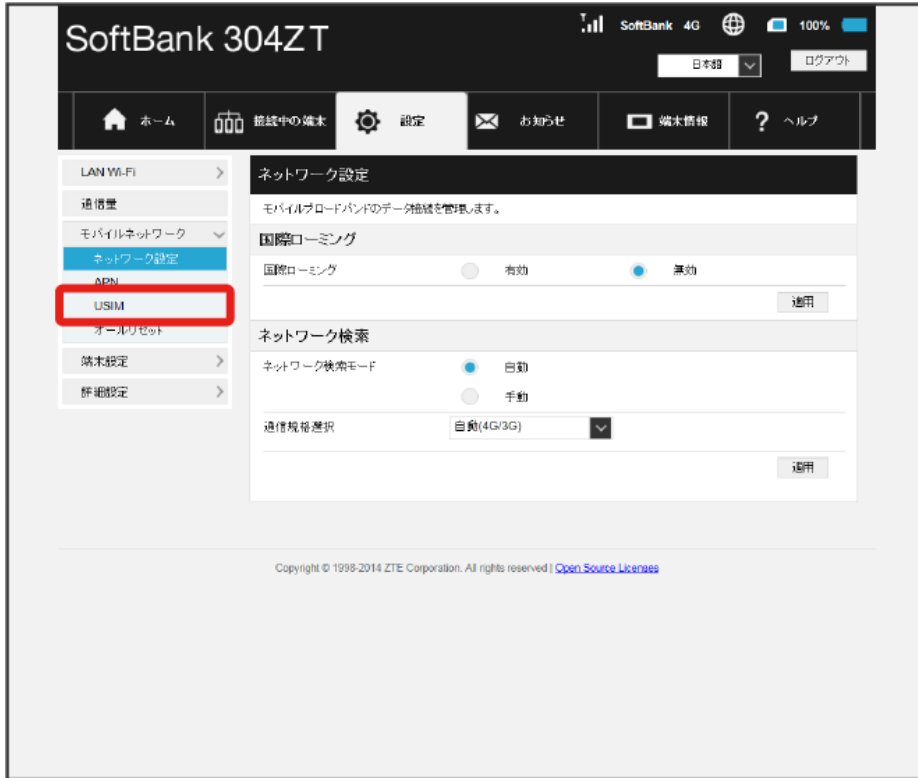 SoftBank 304ZT
SoftBank 4G 100%
日本語
ログアウト
ホーム
接続中の端末
設定
お知らせ
端末情報
? ヘルプ
LAN Wi-Fi
通信量
モバイルネットワーク
ネットワーク設定
APN
USIM
オールリセット
端末設定
詳細設定
ネットワーク設定
モバイルブロードバンドのデータ接続を管理します。
国際ローミング
国際ローミング 有効 無効
適用
ネットワーク検索
ネットワーク検索モード 自動
手動
通信規格選択 自動(4G/3G)
適用
Copyright © 1998-2014 ZTE Corporation. All rights reserved | Open Source Licenses